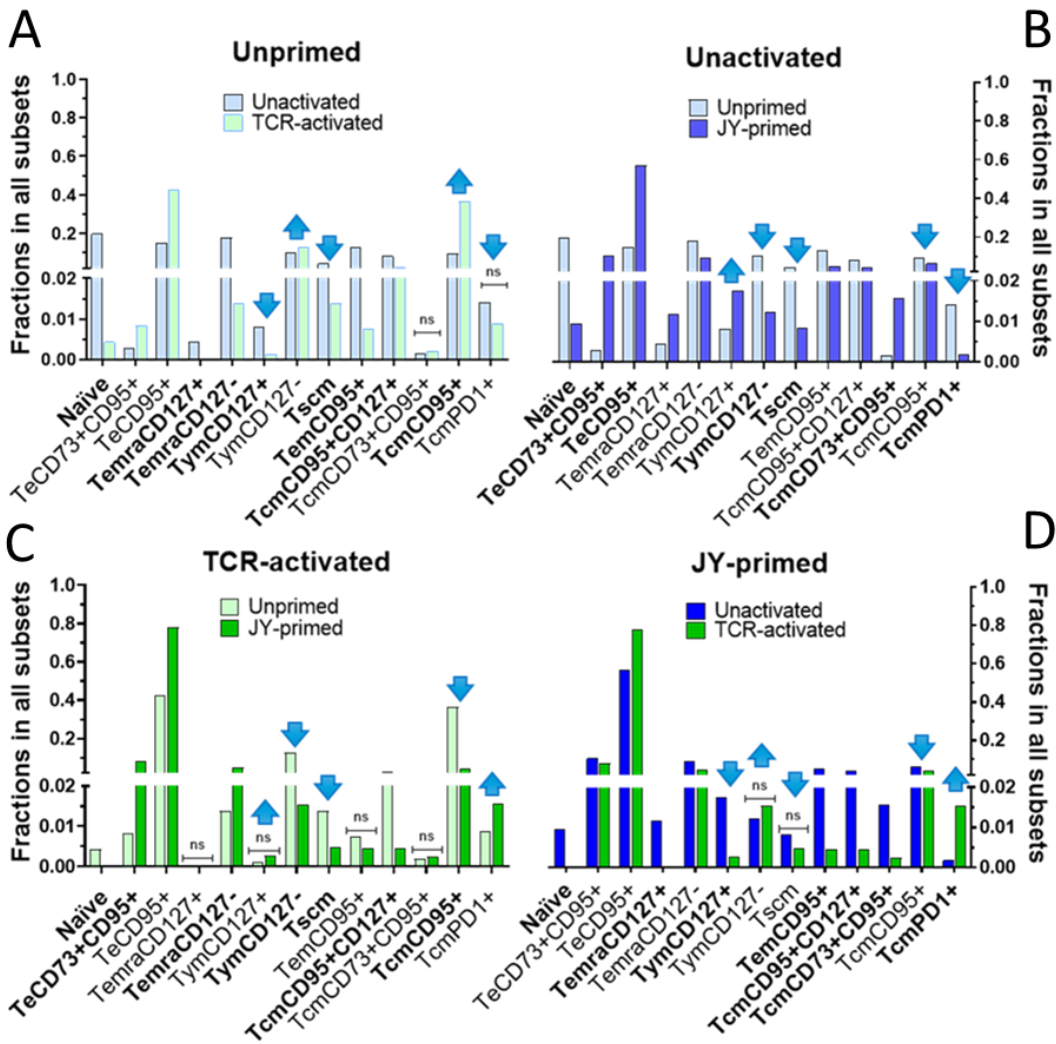 A
Unprimed
Fractions in all subsets
1.0
0.8
0.6
0.4
0.2
0.02
0.01
0.00
Unactivated
TCR-activated
ns
ns
Naïve
TeCD73+CD95+
TeCD95+
TemraCD127+
TemraCD127-
TymCD127+
TymCD127-
Tscm
TemCD95+
TcmCD95+CD127+
TcmCD73+CD95+
TcmCD95+
TcmPD1+
B
Unactivated
Fractions in all subsets
1.0
0.8
0.6
0.4
0.2
0.02
0.01
0.00
Unprimed
JY-primed
Naïve
TeCD73+CD95+
TeCD95+
TemraCD127+
TemraCD127-
TymCD127+
TymCD127-
Tscm
TemCD95+
TcmCD95+CD127+
TcmCD73+CD95+
TcmCD95+
TcmPD1+
C
TCR-activated
Fractions in all subsets
1.0
0.8
0.6
0.4
0.2
0.02
0.01
0.00
Unprimed
JY-primed
ns
ns
ns
ns
Naïve
TeCD73+CD95+
TeCD95+
TemraCD127+
TemraCD127-
TymCD127+
TymCD127-
Tscm
TemCD95+
TcmCD95+CD127+
TcmCD73+CD95+
TcmCD95+
TcmPD1+
D
JY-primed
Fractions in all subsets
1.0
0.8
0.6
0.4
0.2
0.02
0.01
0.00
Unactivated
TCR-activated
ns
ns
Naïve
TeCD73+CD95+
TeCD95+
TemraCD127+
TemraCD127-
TymCD127+
TymCD127-
Tscm
TemCD95+
TcmCD95+CD127+
TcmCD73+CD95+
TcmCD95+
TcmPD1+